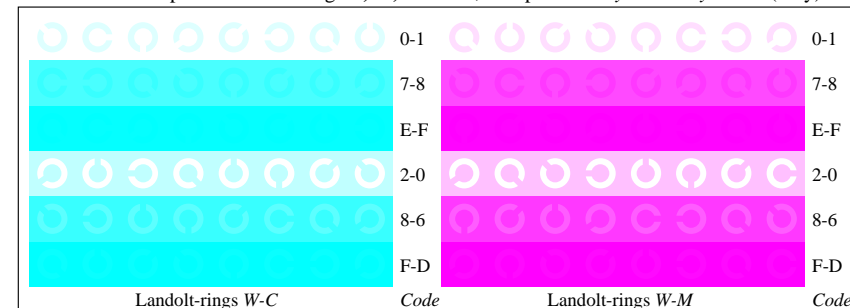 0-1 0-1
7-8 7-8
E-F E-F
2-0 2-0
8-6 8-6
F-D F-D
Landolt-rings W-C Code Landolt-rings W-M Code